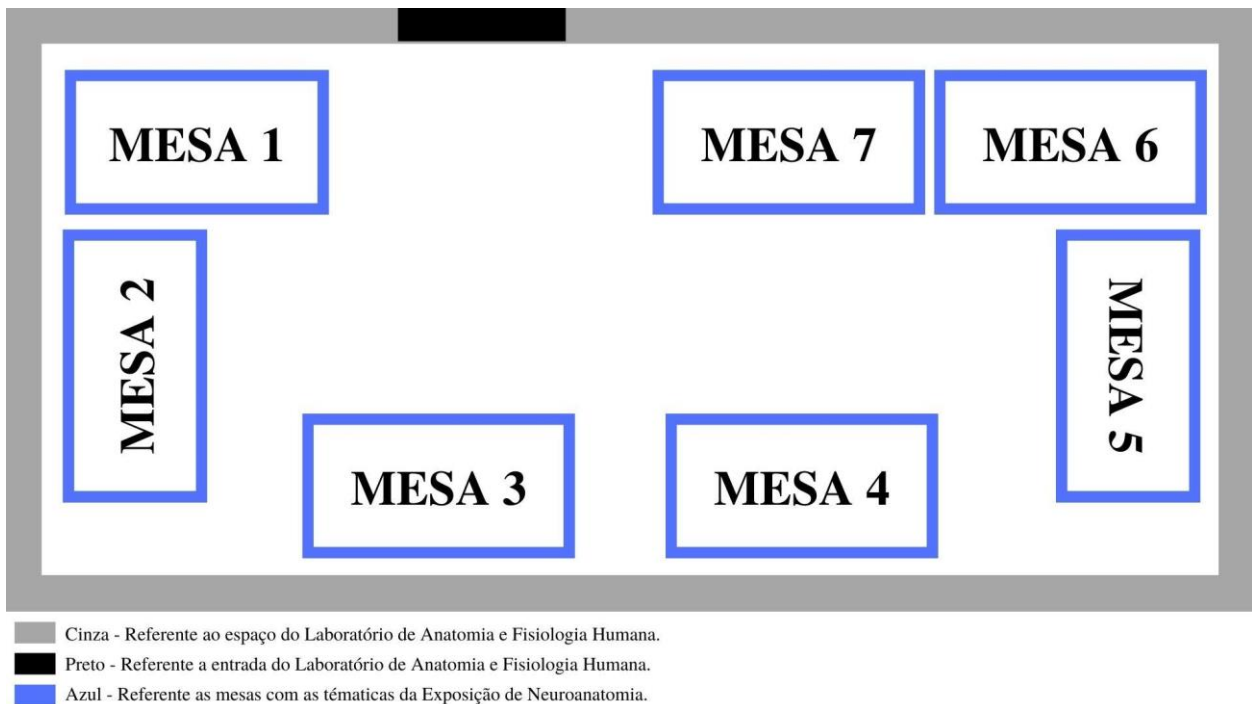 MESA 1
MESA 7
MESA 6
MESA 2
MESA 5
MESA 3
MESA 4
Cinza - Referente ao espaço do Laboratório de Anatomia e Fisiologia Humana.
Preto - Referente a entrada do Laboratório de Anatomia e Fisiologia Humana.
Azul - Referente as mesas com as tématicas da Exposição de Neuroanatomia.